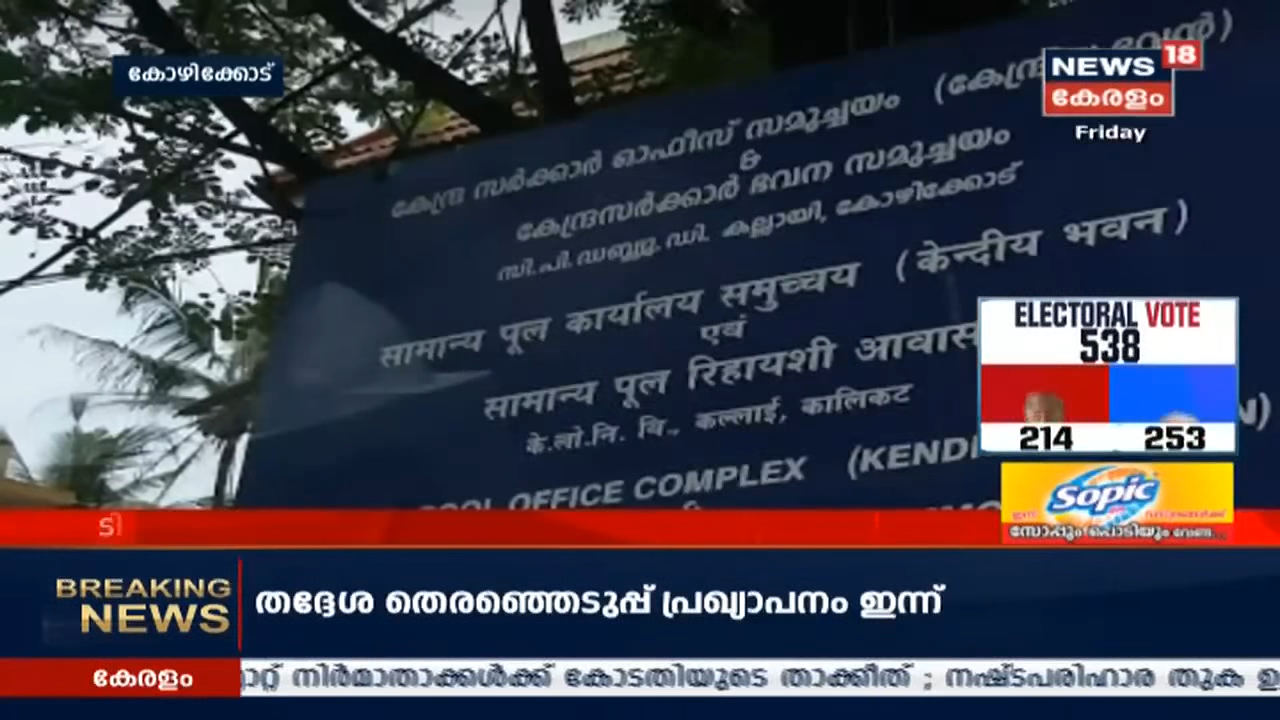 കോഴിക്കോട്
NEWS 18
കേരളം
Friday
കേന്ദ്ര സർക്കാർ ഓഫീസ് സമുച്ചയം
&
കേന്ദ്രസർക്കാർ ഭവന സമുച്ചയം
സി.പി.ഡബ്ല്യു.ഡി. കല്ലായി, കോഴിക്കോട്
सामान्य पूल कार्यालय समुच्चय (केन्दीय भवन)
एवं
सामान्य पूल रिहायशी आवास
के.लो.नि. वि., कल्लाई, कालिकट
OFFICE COMPLEX
ELECTORAL VOTE
538
214 253
Sopic
സോപ്പും പൊടിയും വേണ്ട...
ടി
BREAKING
NEWS
തദ്ദേശ തെരഞ്ഞെടുപ്പ് പ്രഖ്യാപനം ഇന്ന്
കേരളം
നിർമാതാക്കൾക്ക് കോടതിയുടെ താക്കീത് ; നഷ്ടപരിഹാര തുക